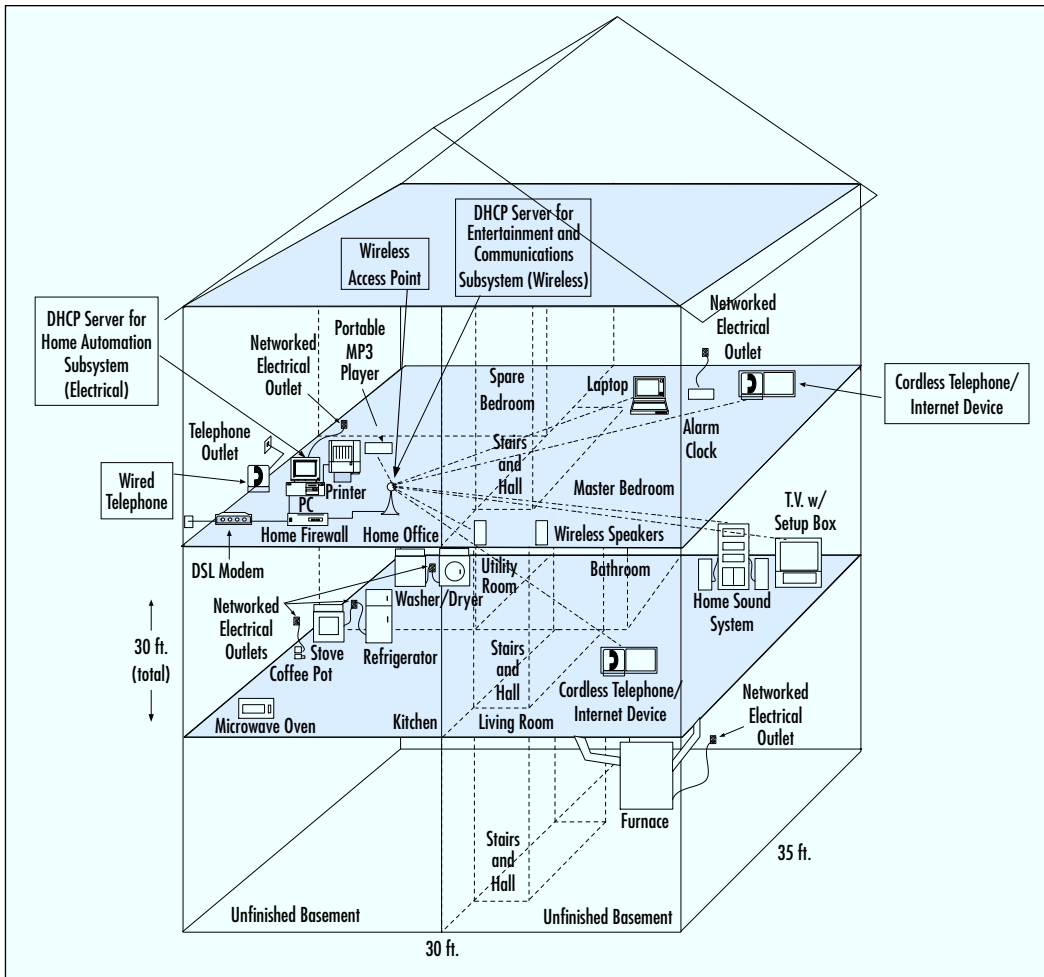 DHCP Server for
Entertainment and
Communications
Subsystem (Wireless)
Wireless
Access Point
DHCP Server for
Home Automation
Subsystem
(Electrical)
Networked
Electrical
Outlet
Portable
MP3
Player
Networked
Electrical
Outlet
Spare
Bedroom
Laptop
Cordless Telephone/
Internet Device
Alarm
Clock
Telephone
Outlet
Stairs
and
Hall
Wired
Telephone
Printer
PC
Master Bedroom
T.V. w/
Setup Box
Home Firewall
Home Office
Wireless Speakers
DSL Modem
Utility
Room
Bathroom
Washer/Dryer
Home Sound
System
Networked
Electrical
Outlets
Stove
Refrigerator
Coffee Pot
30 ft.
(total)
Stairs
and
Hall
Cordless Telephone/
Internet Device
Networked
Electrical
Outlet
Microwave Oven
Kitchen
Living Room
Furnace
Stairs
and
Hall
35 ft.
Unfinished Basement
Unfinished Basement
30 ft.